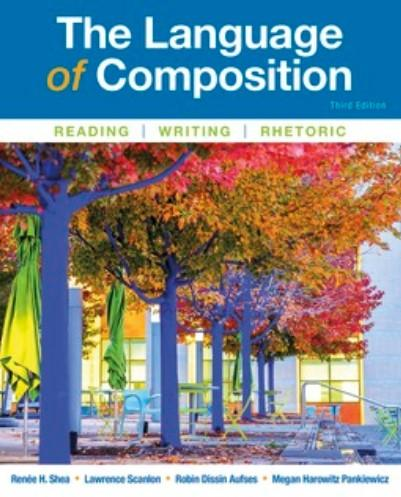 The Language
of Composition
Third Edition
READING | WRITING | RHETORIC
Renée H. Shea • Lawrence Scanlon • Robin Dissin Aufses • Megan Harowitz Pankiewicz